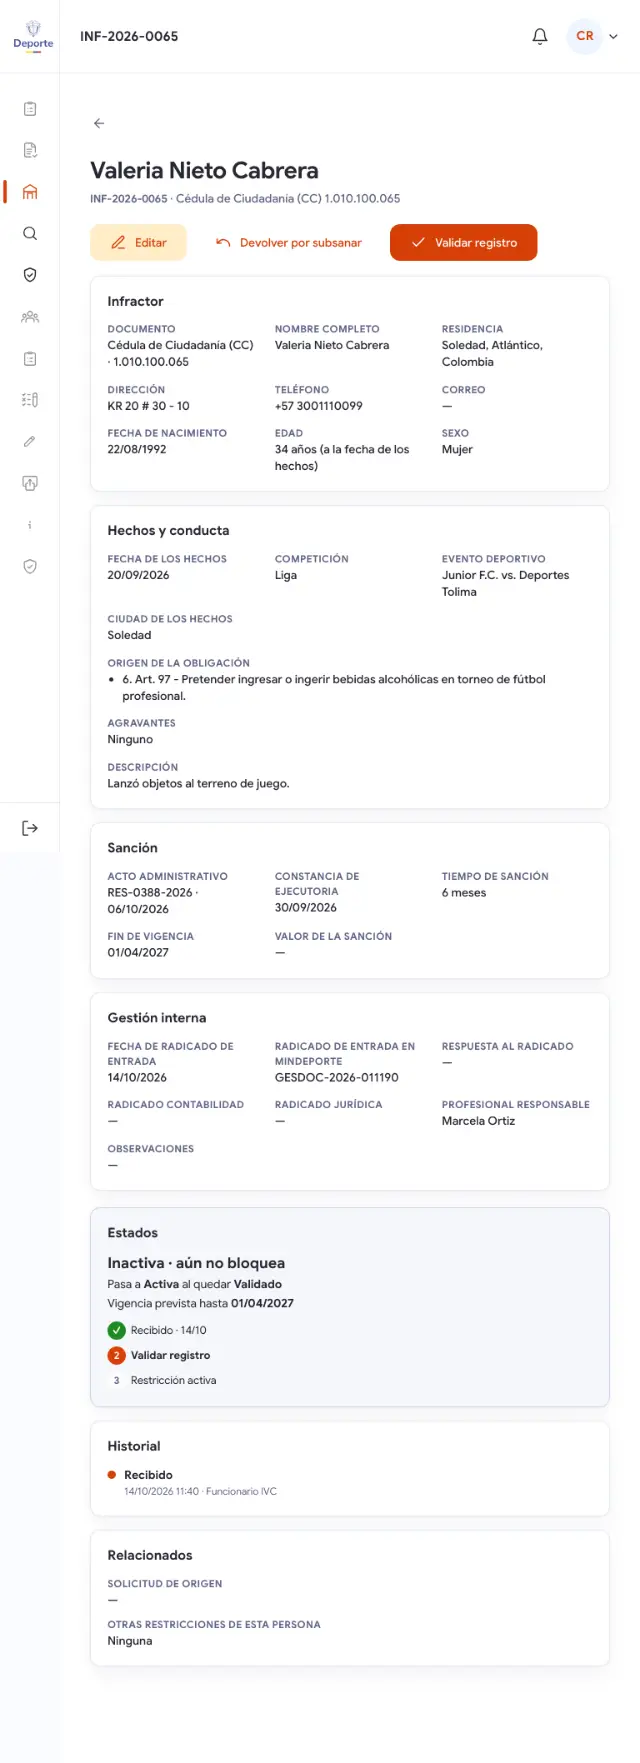 Deporte
INF-2026-0065
CR
Valeria Nieto Cabrera
INF-2026-0065 · Cédula de Ciudadanía (CC) 1.010.100.065
Editar
Devolver por subsanar
Validar registro
Infractor
DOCUMENTO
Cédula de Ciudadanía (CC)
· 1.010.100.065
NOMBRE COMPLETO
Valeria Nieto Cabrera
RESIDENCIA
Soledad, Atlántico,
Colombia
DIRECCIÓN
KR 20 # 30 - 10
TELÉFONO
+57 3001110099
CORREO
—
FECHA DE NACIMIENTO
22/08/1992
EDAD
34 años (a la fecha de los
hechos)
SEXO
Mujer
Hechos y conducta
FECHA DE LOS HECHOS
20/09/2026
COMPETICIÓN
Liga
EVENTO DEPORTIVO
Junior F.C. vs. Deportes
Tolima
CIUDAD DE LOS HECHOS
Soledad
ORIGEN DE LA OBLIGACIÓN
• 6. Art. 97 - Pretender ingresar o ingerir bebidas alcohólicas en torneo de fútbol
profesional.
AGRAVANTES
Ninguno
DESCRIPCIÓN
Lanzó objetos al terreno de juego.
Sanción
ACTO ADMINISTRATIVO
RES-0388-2026 ·
06/10/2026
CONSTANCIA DE
EJECUTORIA
30/09/2026
TIEMPO DE SANCIÓN
6 meses
FIN DE VIGENCIA
01/04/2027
VALOR DE LA SANCIÓN
—
Gestión interna
FECHA DE RADICADO DE
ENTRADA
14/10/2026
RADICADO DE ENTRADA EN
MINDEPORTE
GESDOC-2026-011190
RESPUESTA AL RADICADO
—
RADICADO CONTABILIDAD
—
RADICADO JURÍDICA
—
PROFESIONAL RESPONSABLE
Marcela Ortiz
OBSERVACIONES
—
Estados
Inactiva · aún no bloquea
Pasa a Activa al quedar Validado
Vigencia prevista hasta 01/04/2027
Recibido · 14/10
2 Validar registro
3 Restricción activa
Historial
Recibido
14/10/2026 11:40 · Funcionario IVC
Relacionados
SOLICITUD DE ORIGEN
—
OTRAS RESTRICCIONES DE ESTA PERSONA
Ninguna